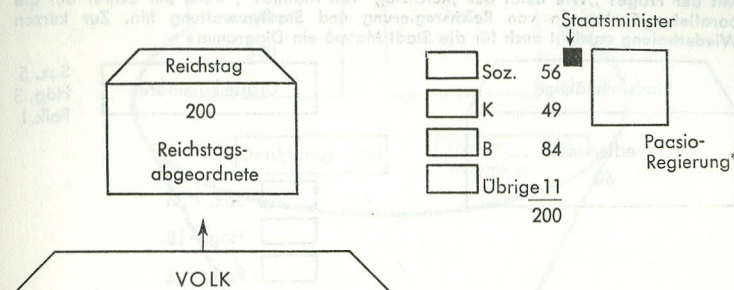 Staatsminister
Reichstag
200
Reichstags-
abgeordnete
Soz. 56
K 49
B 84
Übrige 11
200
Paasio-
Regierung*
VOLK